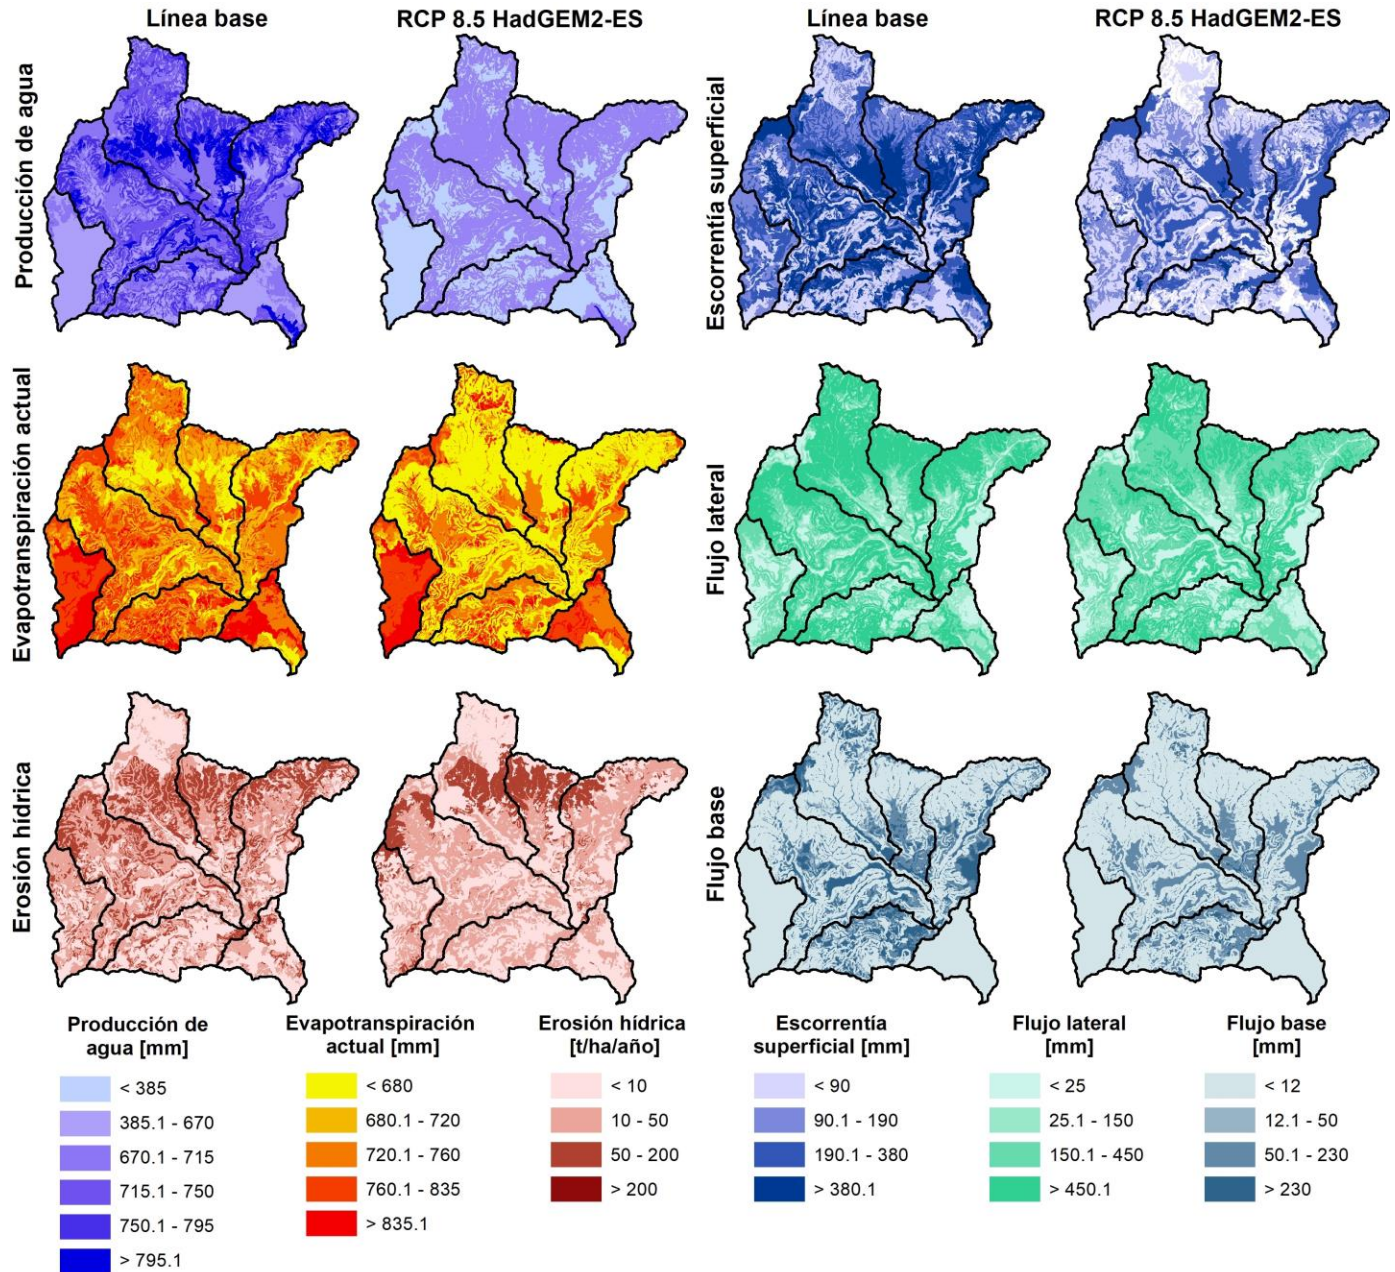 Línea base
RCP 8.5 HadGEM2-ES
Línea base
RCP 8.5 HadGEM2-ES
Producción de agua
Escorrentía superficial
Evapotranspiración actual
Flujo lateral
Erosión hídrica
Flujo base
Producción de
agua [mm]
< 385
385.1 - 670
670.1 - 715
715.1 - 750
750.1 - 795
> 795.1
Evapotranspiración
actual [mm]
< 680
680.1 - 720
720.1 - 760
760.1 - 835
> 835.1
Erosión hídrica
[t/ha/año]
< 10
10 - 50
50 - 200
> 200
Escorrentía
superficial [mm]
< 90
90.1 - 190
190.1 - 380
> 380.1
Flujo lateral
[mm]
< 25
25.1 - 150
150.1 - 450
> 450.1
Flujo base
[mm]
< 12
12.1 - 50
50.1 - 230
> 230